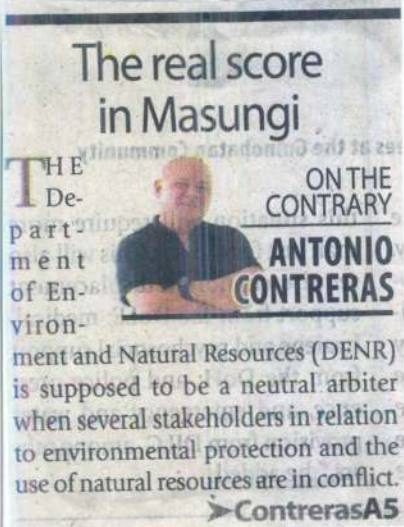 The real score
in Masungi
THE
De-
part-
ment
of En-
viron-
ON THE
CONTRARY
ANTONIO
CONTRERAS
ment and Natural Resources (DENR)
is supposed to be a neutral arbiter
when several stakeholders in relation
to environmental protection and the
use of natural resources are in conflict.
➤ContrerasA5